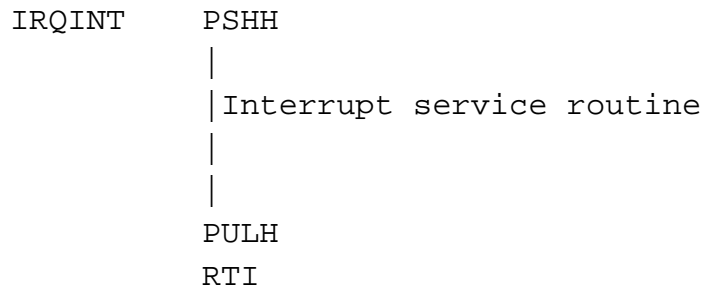 IRQINT PSHH
|
|Interrupt service routine
|
|
PULH
RTI